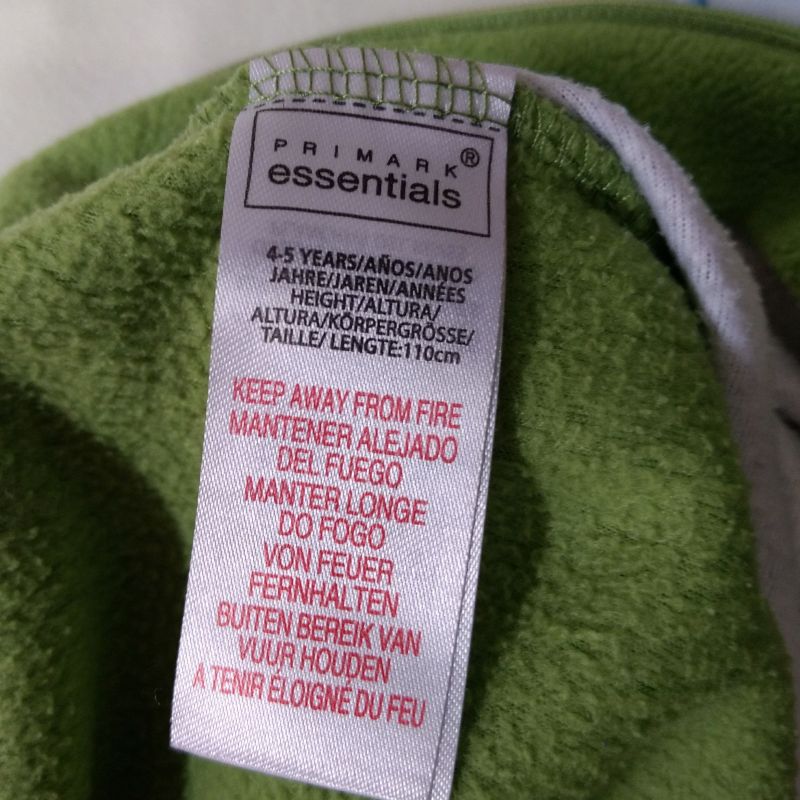 PRIMARK®
essentials
4-5 YEARS/AÑOS/ANOS
JAHRE/JAREN/ANNÉES
HEIGHT/ALTURA/
ALTURA/KÖRPERGRÖSSE/
TAILLE/ LENGTE:110cm
KEEP AWAY FROM FIRE
MANTENER ALEJADO
DEL FUEGO
MANTER LONGE
DO FOGO
VON FEUER
FERNHALTEN
BUITEN BEREIK VAN
VUUR HOUDEN
A TENIR ÉLOIGNÉ DU FEU